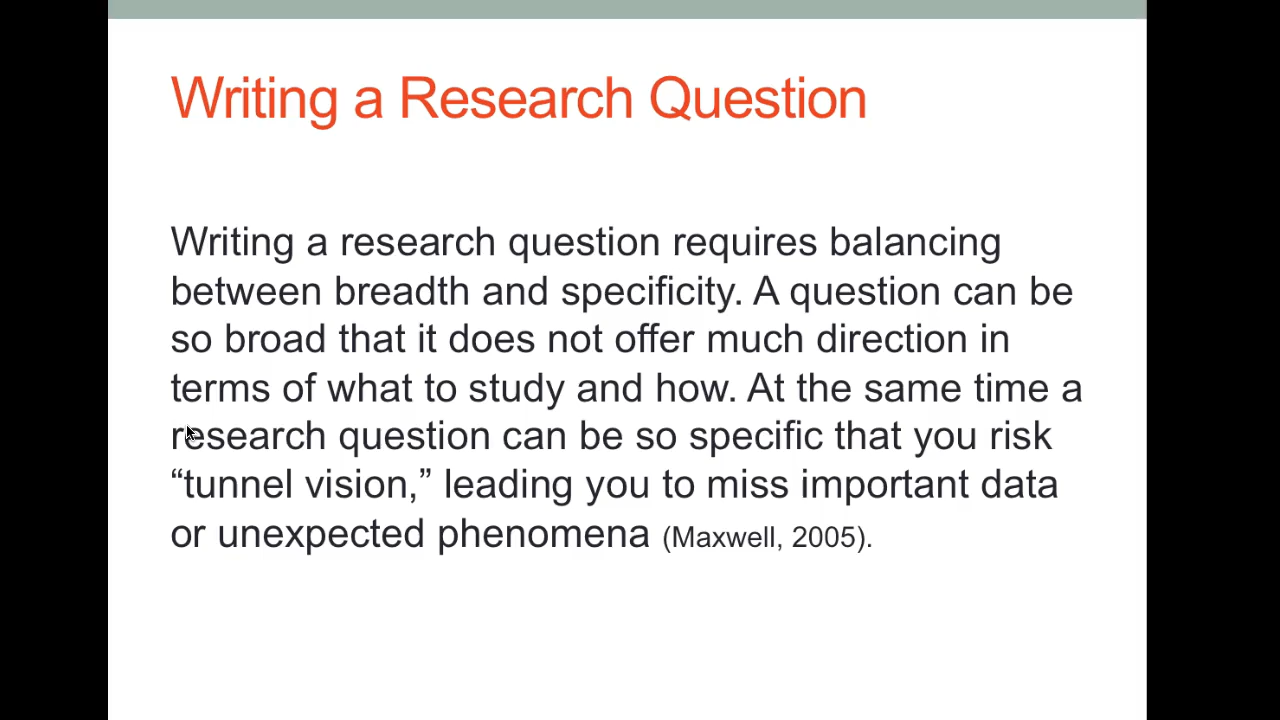 Writing a Research Question
Writing a research question requires balancing
between breadth and specificity. A question can be
so broad that it does not offer much direction in
terms of what to study and how. At the same time a
research question can be so specific that you risk
“tunnel vision,” leading you to miss important data
or unexpected phenomena (Maxwell, 2005).